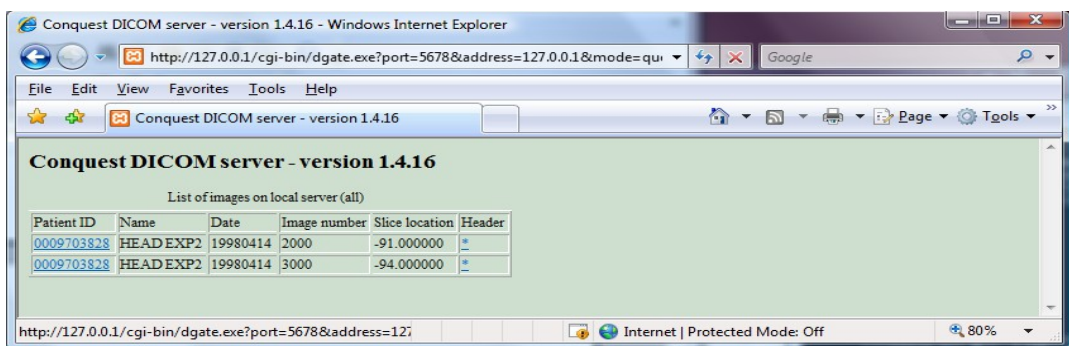 Conquest DICOM server - version 1.4.16 - Windows Internet Explorer
http://127.0.0.1/cgi-bin/dgate.exe?port=5678&address=127.0.0.1&mode=qu
Google
File Edit View Favorites Tools Help
Conquest DICOM server - version 1.4.16
Page Tools
Conquest DICOM server - version 1.4.16
List of images on local server (all)
Patient ID Name Date Image number Slice location Header
0009703828 HEAD EXP2 19980414 2000 -91.000000 *
0009703828 HEAD EXP2 19980414 3000 -94.000000 *
http://127.0.0.1/cgi-bin/dgate.exe?port=5678&address=127
Internet | Protected Mode: Off
80%